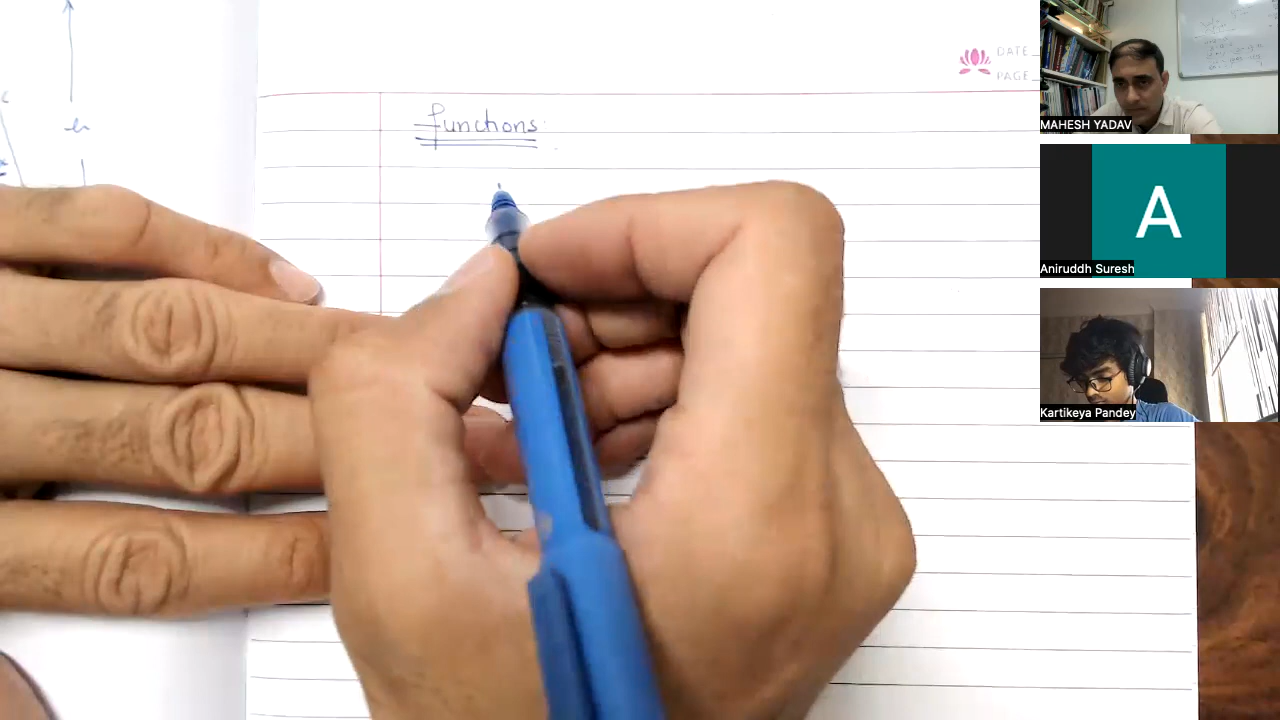 h
DATE
PAGE
Functions
MAHESH YADAV
A
Aniruddh Suresh
Kartikeya Pandey